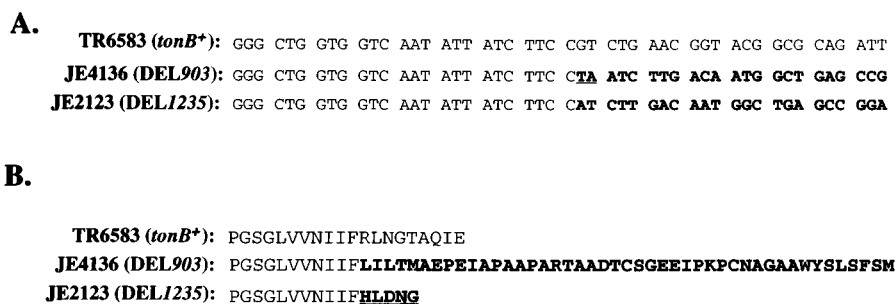 A.
TR6583 (tonB+): GGG CTG GTG GTC AAT ATT ATC TTC CGT CTG AAC GGT ACG GCG CAG ATT
JE4136 (DEL903): GGG CTG GTG GTC AAT ATT ATC TTC CTA ATC TTG ACA ATG GCT GAG CCG
JE2123 (DEL1235): GGG CTG GTG GTC AAT ATT ATC TTC CAT CTT GAC AAT GGC TGA GCC GGA
B.
TR6583 (tonB+): PGSGLVVNIIFRLNGTAQIE
JE4136 (DEL903): PGSGLVVNIIFLILTMAEPEIAPAAPARTAADTCSGEEIPKPCNAGAAWYSLSFSM
JE2123 (DEL1235): PGSGLVVNIIFHLDNG